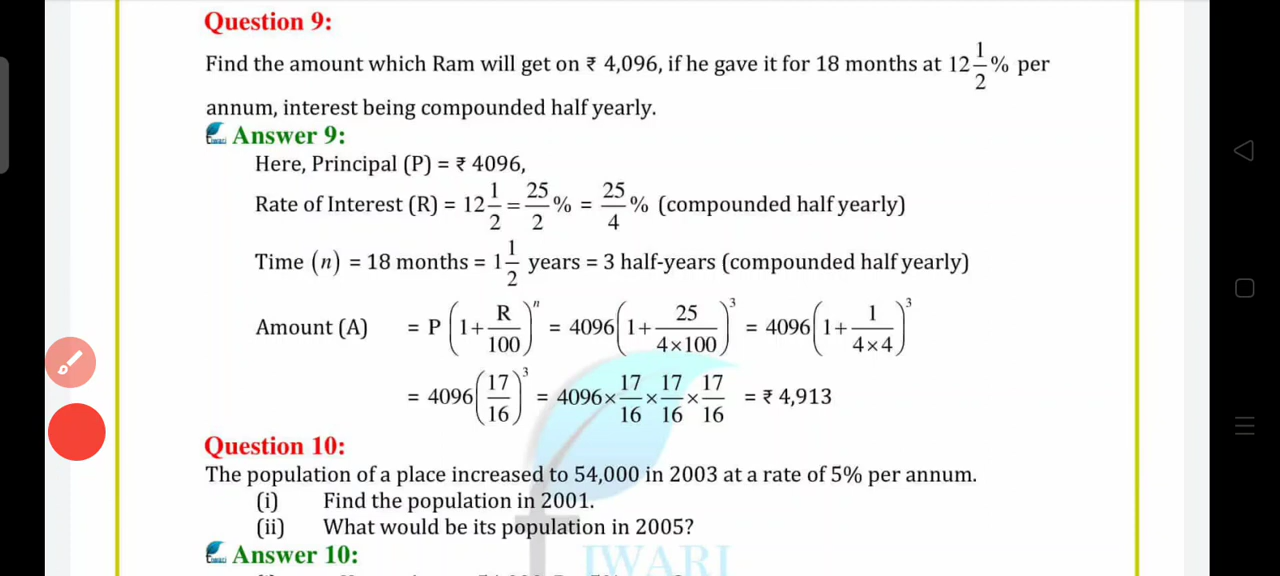 Question 9:
Find the amount which Ram will get on ₹ 4,096, if he gave it for 18 months at 12 1/2 % per
annum, interest being compounded half yearly.
Answer 9:
Here, Principal (P) = ₹ 4096,
Rate of Interest (R) = 12 1/2 = 25/2 % = 25/4 % (compounded half yearly)
Time (n) = 18 months = 1 1/2 years = 3 half-years (compounded half yearly)
Amount (A) = P (1+ R/100)^n = 4096 (1+ 25/(4×100))^3 = 4096 (1+ 1/(4×4))^3
= 4096 (17/16)^3 = 4096× 17/16 × 17/16 × 17/16 = ₹ 4,913
Question 10:
The population of a place increased to 54,000 in 2003 at a rate of 5% per annum.
(i) Find the population in 2001.
(ii) What would be its population in 2005?
Answer 10:
IWARI